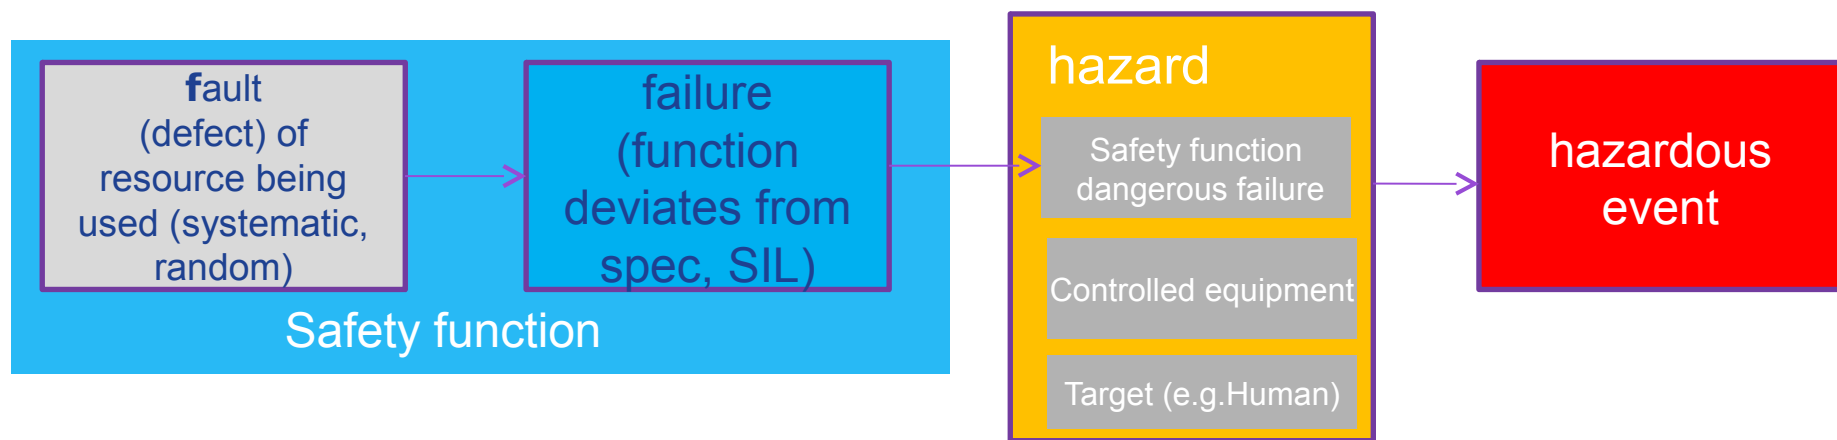 fault
(defect) of
resource being
used (systematic,
random)
failure
(function
deviates from
spec, SIL)
Safety function
hazard
Safety function
dangerous failure
Controlled equipment
Target (e.g.Human)
hazardous
event